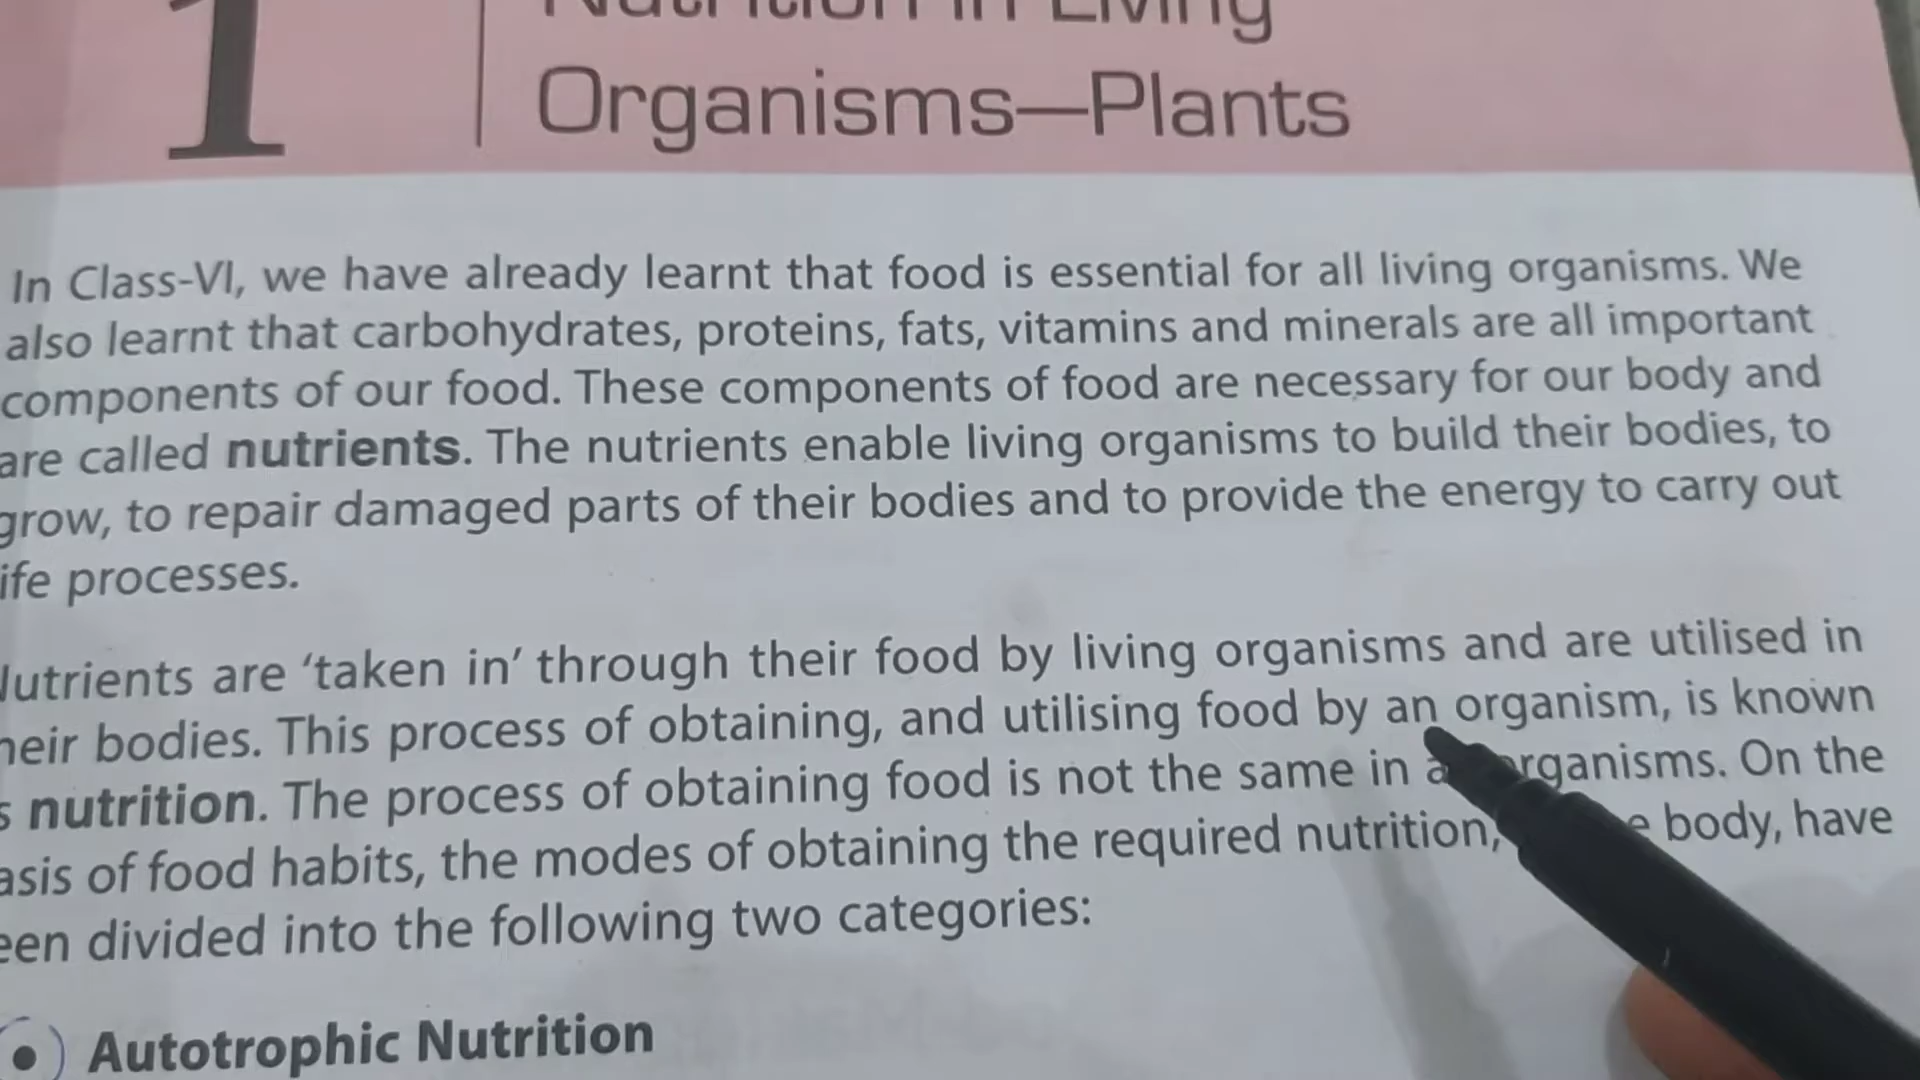 1
Nutrition in Living
Organisms—Plants
In Class-VI, we have already learnt that food is essential for all living organisms. We
also learnt that carbohydrates, proteins, fats, vitamins and minerals are all important
components of our food. These components of food are necessary for our body and
are called nutrients. The nutrients enable living organisms to build their bodies, to
grow, to repair damaged parts of their bodies and to provide the energy to carry out
ife processes.
utrients are ‘taken in’ through their food by living organisms and are utilised in
heir bodies. This process of obtaining, and utilising food by an organism, is known
s nutrition. The process of obtaining food is not the same in organisms. On the
asis of food habits, the modes of obtaining the required nutrition, body, have
een divided into the following two categories:
• Autotrophic Nutrition